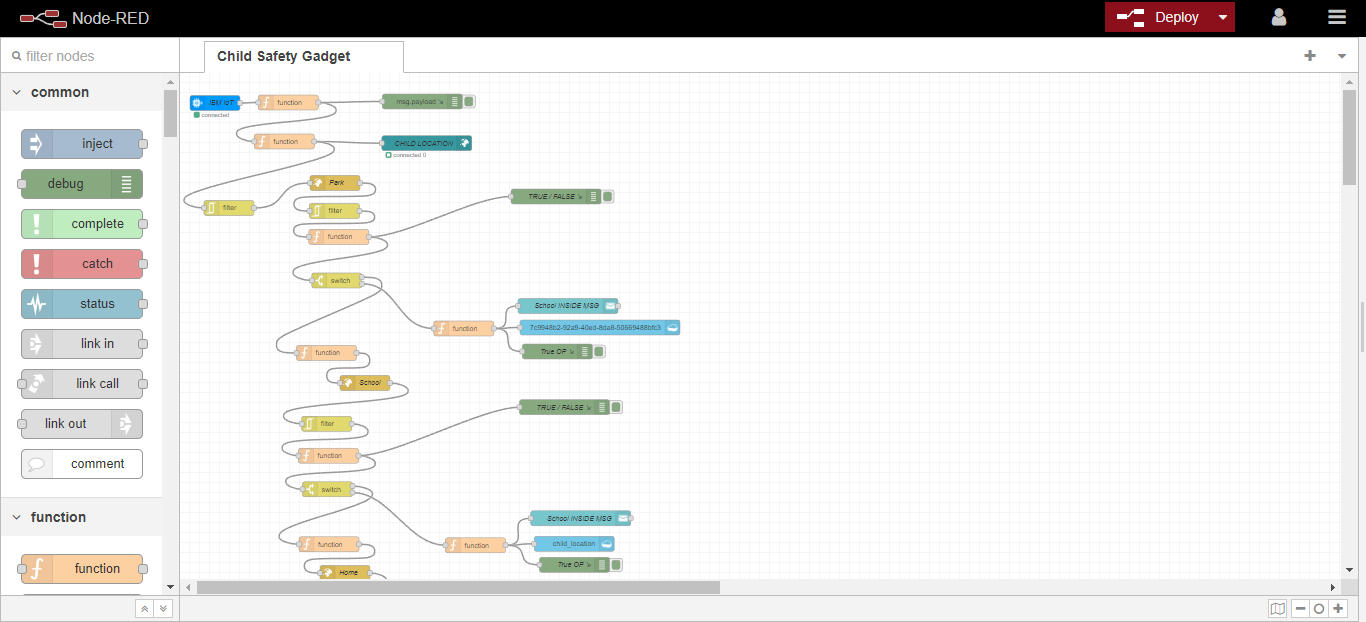 Node-RED
Deploy
filter nodes
Child Safety Gadget
common
inject
debug
complete
catch
status
link in
link call
link out
comment
function
function
IBM IoT
connected
function
msg.payload
function
CHILD LOCATION
connected 0
filter
Park
filter
function
TRUE / FALSE
switch
function
School INSIDE MSG
7c9948b2-92a9-40ed-8da8-50669488bfc3
True OF
function
School
filter
function
TRUE / FALSE
switch
function
function
School INSIDE MSG
child_location
True OF
Home